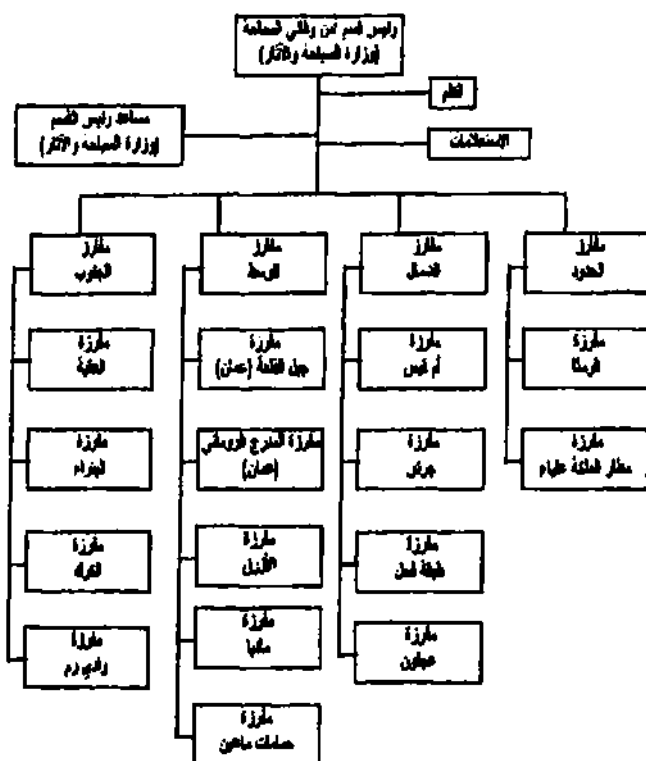 رئيس قسم أمن وقائي السياحة
(وزارة السياحة والآثار)
القلم
مساعد رئيس القسم
(وزارة السياحة والآثار)
الاستعلامات
مفارز
الجنوب
مفارز
الوسط
مفارز
الشمال
مفارز
الحدود
مفرزة
العقبة
مفرزة
جبل القلعة (عمان)
مفرزة
أم قيس
مفرزة
الرمثا
مفرزة
البتراء
مفرزة المدرج الروماني
(عمان)
مفرزة
جرش
مفرزة
مطار الملكة علياء
مفرزة
الكرك
مفرزة
الأزرق
مفرزة
طبقة فحل
مفرزة
وادي رم
مفرزة
مادبا
مفرزة
عجلون
مفرزة
حمامات ماعين